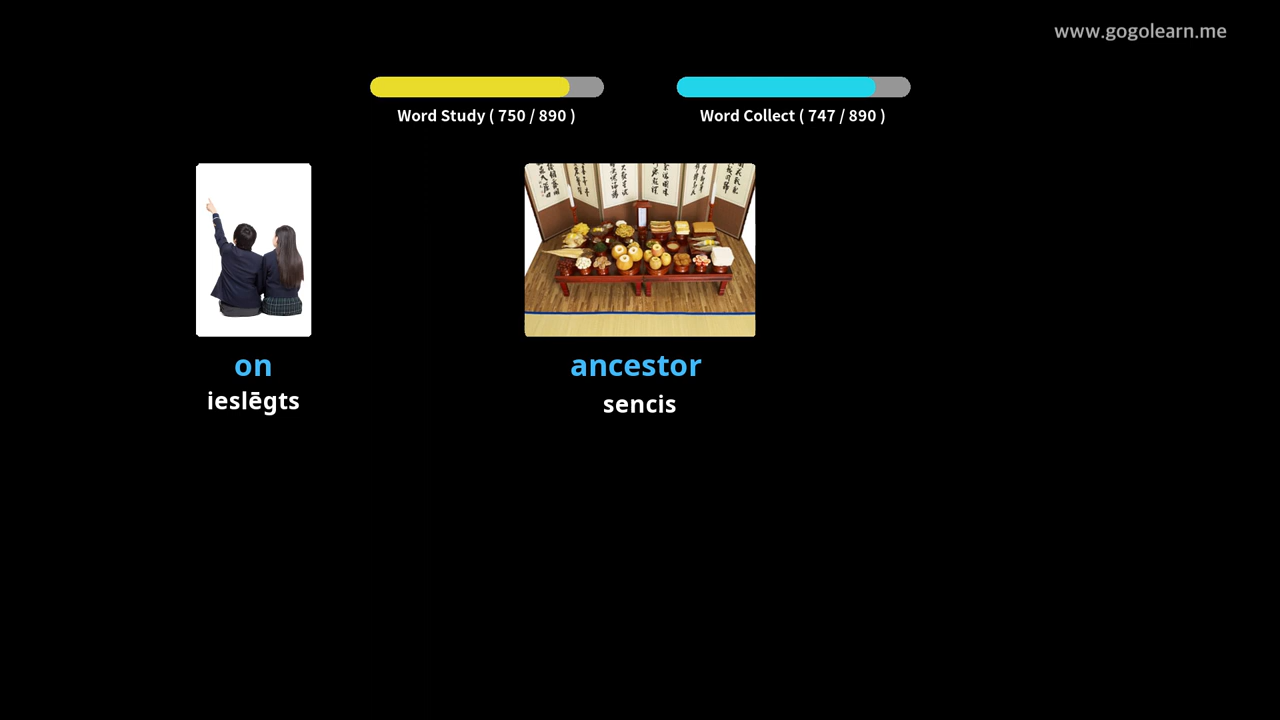 www.gogolearn.me
Word Study ( 750 / 890 )
Word Collect ( 747 / 890 )
on
ieslēgts
ancestor
sencis